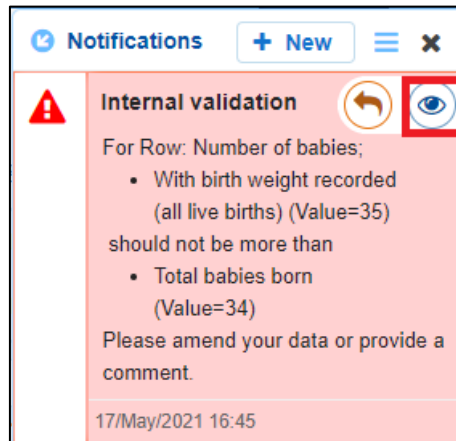 Notifications + New
Internal validation
For Row: Number of babies;
• With birth weight recorded
(all live births) (Value=35)
should not be more than
• Total babies born
(Value=34)
Please amend your data or provide a
comment.
17/May/2021 16:45